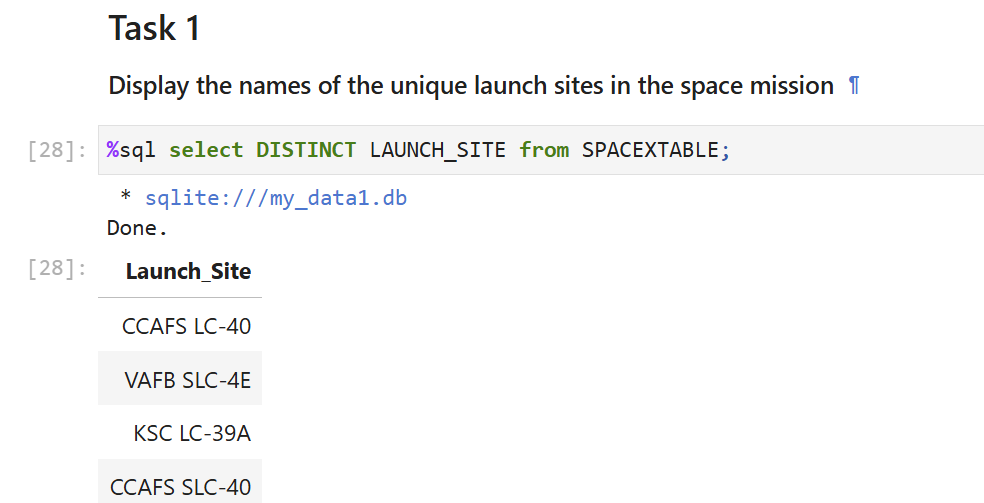 Task 1
Display the names of the unique launch sites in the space mission ¶
[28]: %sql select DISTINCT LAUNCH_SITE from SPACEXTABLE;
* sqlite:///my_data1.db
Done.
[28]: Launch_Site
CCAFS LC-40
VAFB SLC-4E
KSC LC-39A
CCAFS SLC-40